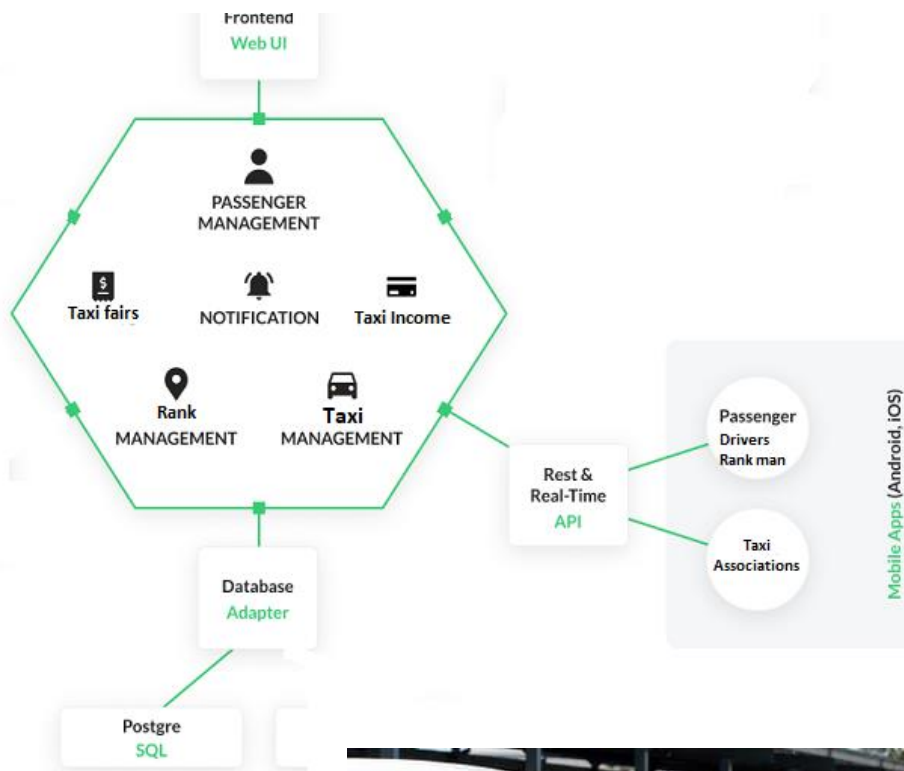 Frontend
Web UI
PASSENGER
MANAGEMENT
Taxi fairs
NOTIFICATION
Taxi Income
Rank
MANAGEMENT
Taxi
MANAGEMENT
Rest &
Real-Time
API
Passenger
Drivers
Rank man
Taxi
Associations
Mobile Apps (Android, iOS)
Database
Adapter
Postgre
SQL